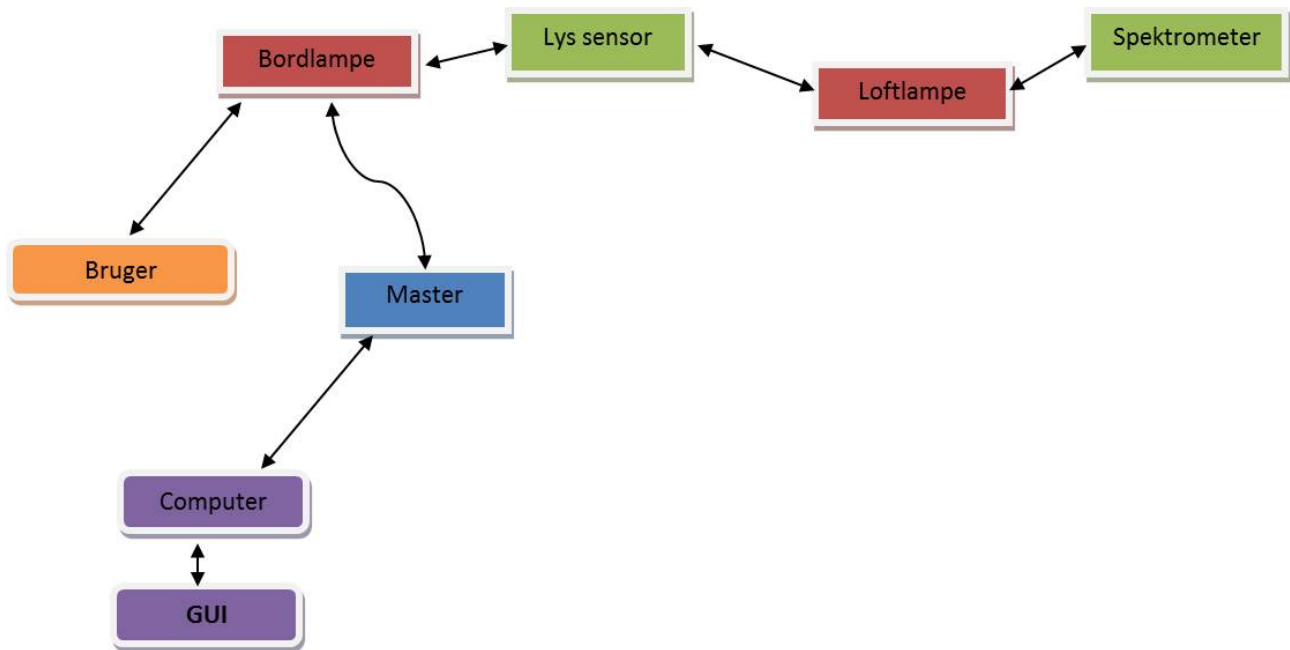 Bordlampe
Lys sensor
Spektrometer
Loftlampe
Bruger
Master
Computer
GUI